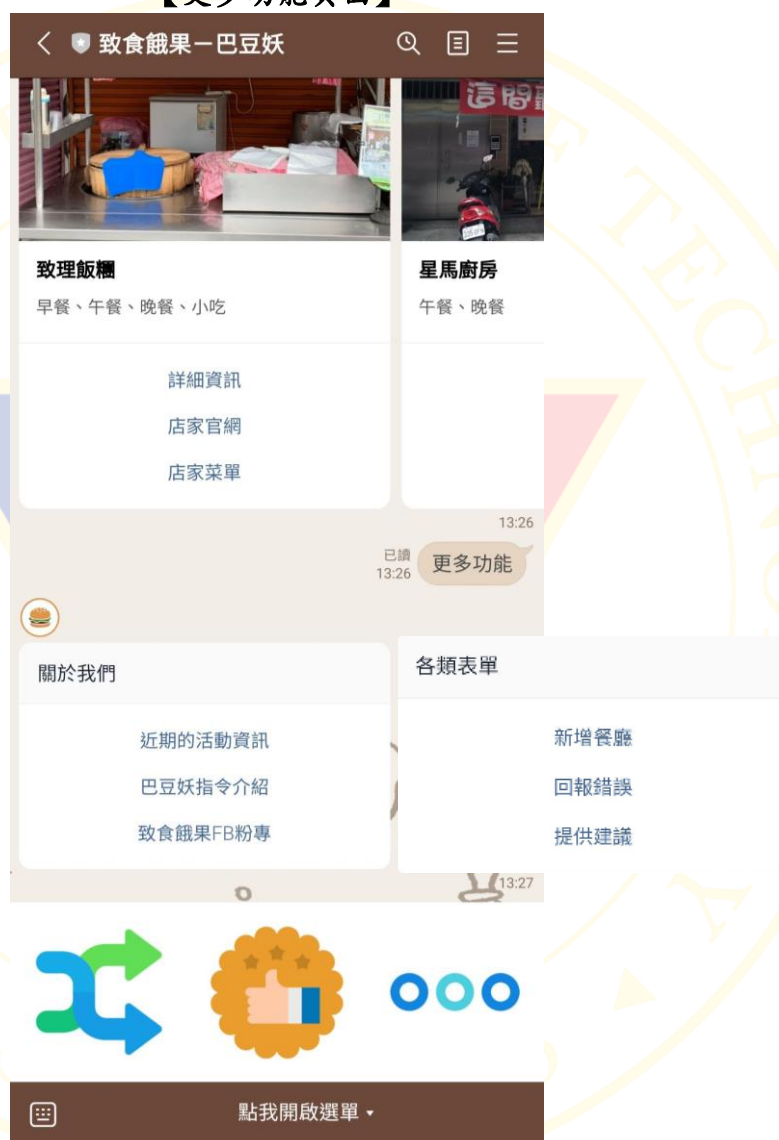 【更多功能頁面】
致食餓果－巴豆妖
這間
致理飯糰
早餐、午餐、晚餐、小吃
詳細資訊
店家官網
店家菜單
星馬廚房
午餐、晚餐
13:26
已讀
13:26
更多功能
關於我們
近期的活動資訊
巴豆妖指令介紹
致食餓果FB粉專
各類表單
新增餐廳
回報錯誤
提供建議
13:27
點我開啟選單